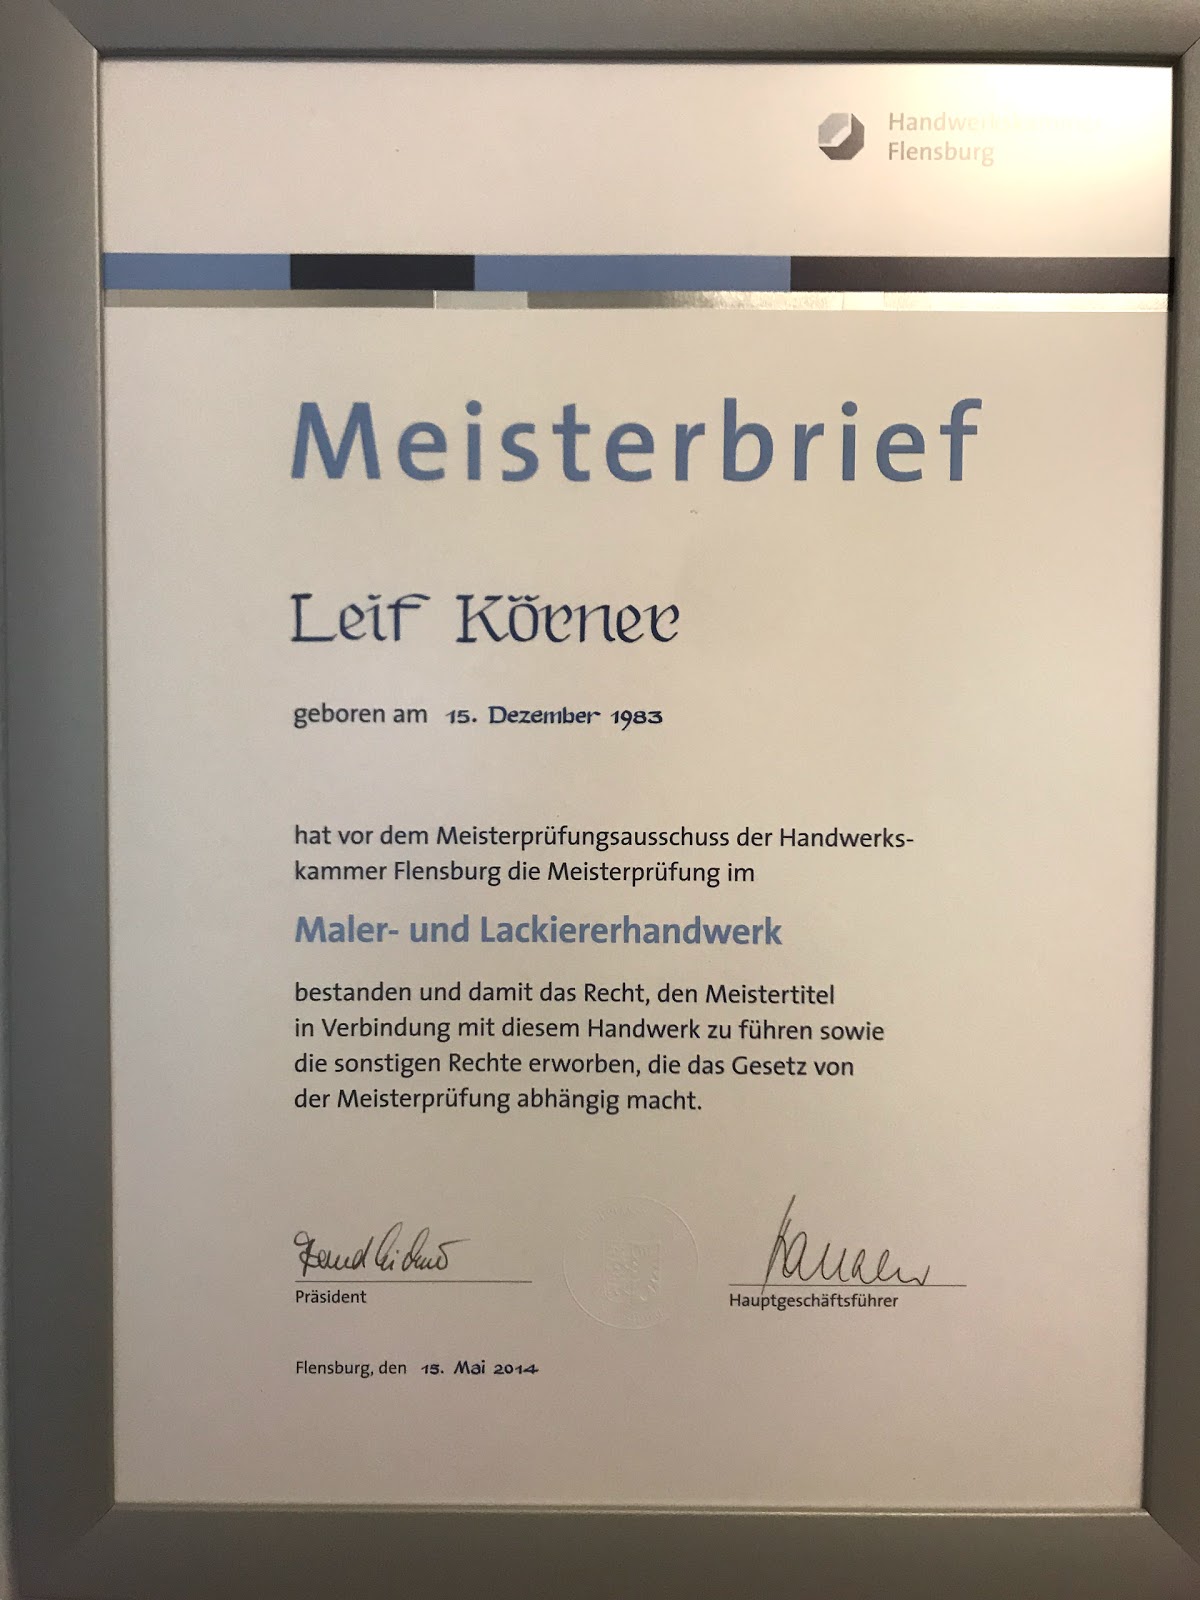 Handwerkskammer
Flensburg
Meisterbrief
Leif Körner
geboren am 15. Dezember 1983
hat vor dem Meisterprüfungsausschuss der Handwerks-
kammer Flensburg die Meisterprüfung im
Maler- und Lackiererhandwerk
bestanden und damit das Recht, den Meistertitel
in Verbindung mit diesem Handwerk zu führen sowie
die sonstigen Rechte erworben, die das Gesetz von
der Meisterprüfung abhängig macht.
Präsident
Hauptgeschäftsführer
Flensburg, den 15. Mai 2014